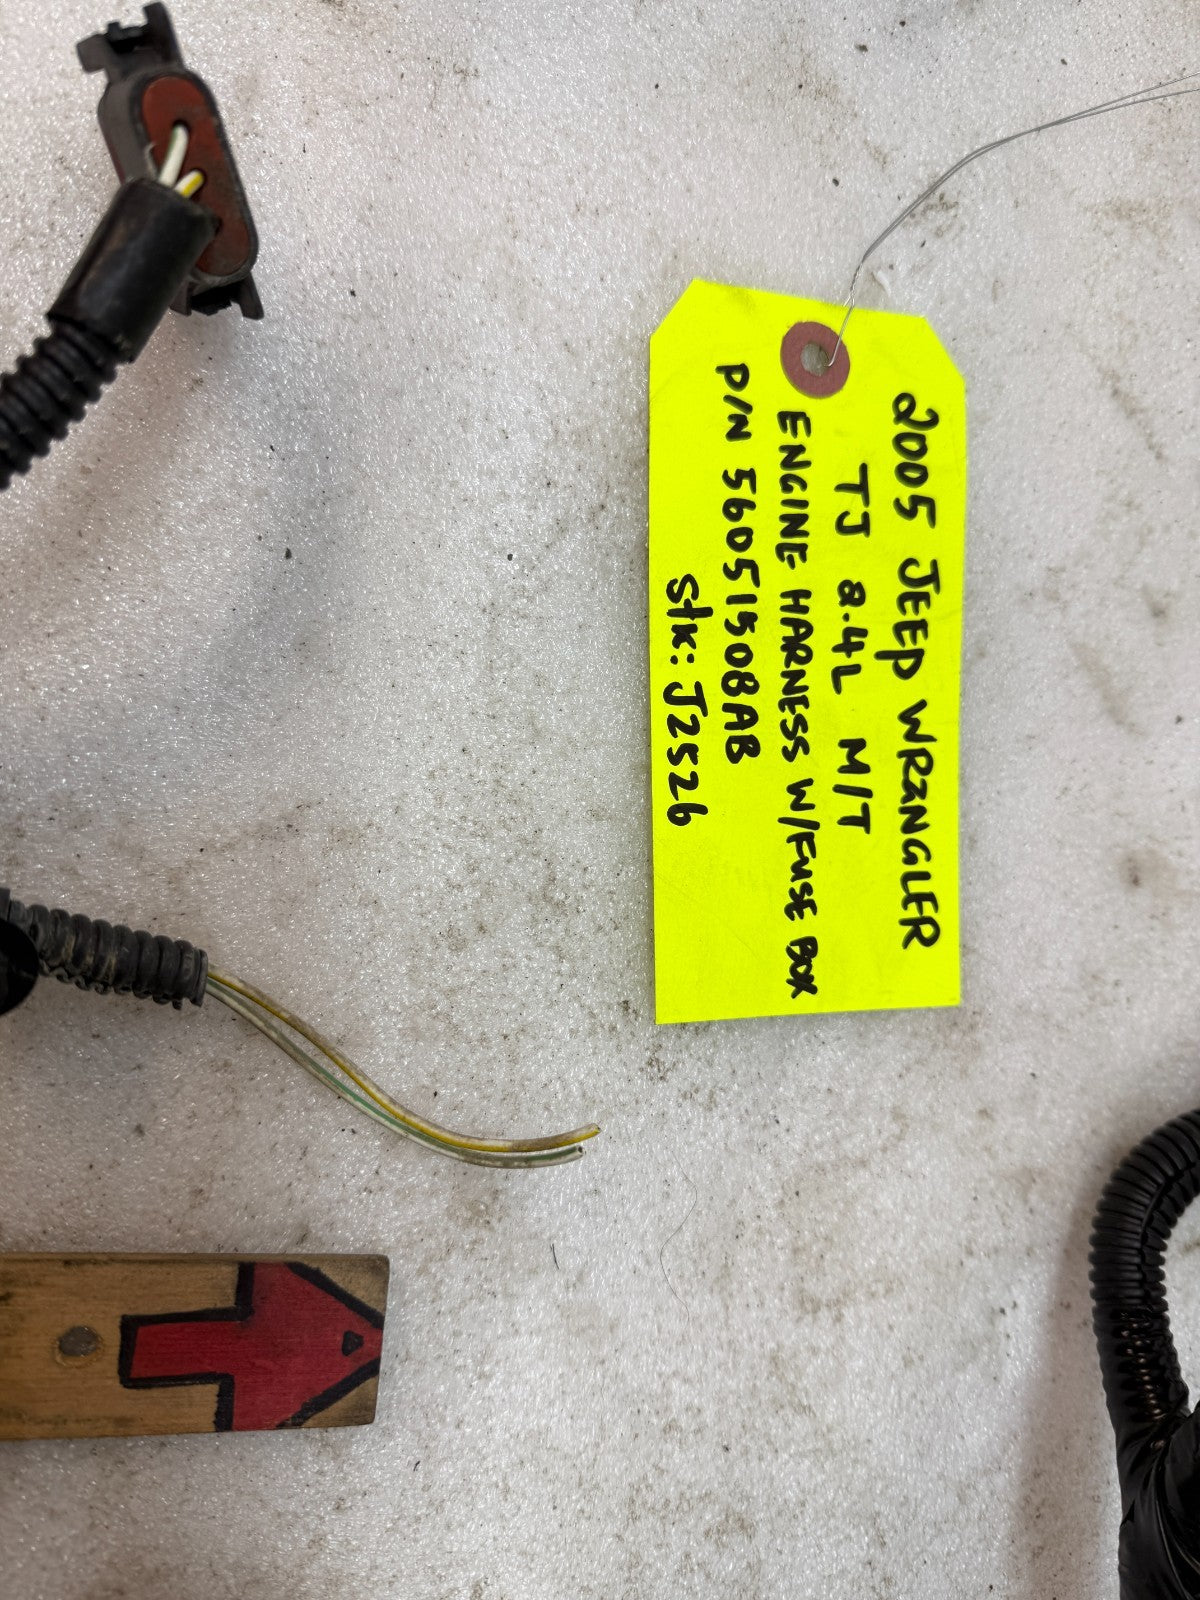 2005 JEEP WRANGLER
TJ 2.4L M/T
ENGINE HARNESS W/FUSE BOX
P/N 56051508AB
Stk: J2526